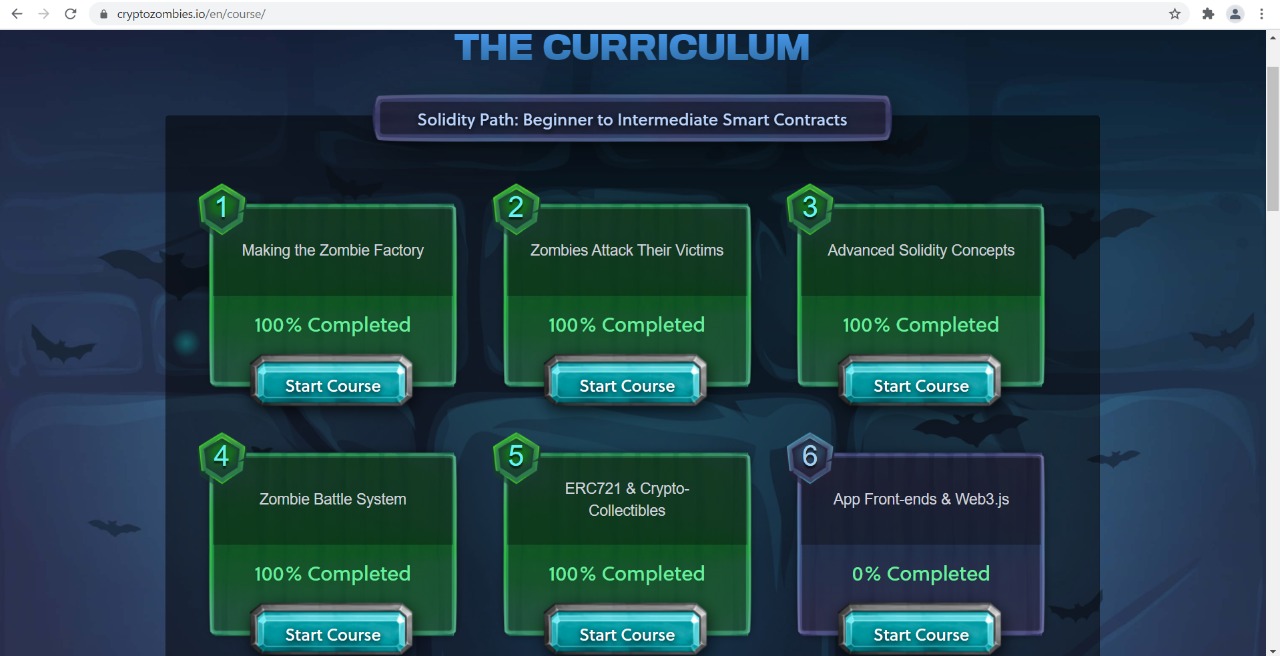 cryptozombies.io/en/course/
THE CURRICULUM
Solidity Path: Beginner to Intermediate Smart Contracts
1
2
3
Making the Zombie Factory
Zombies Attack Their Victims
Advanced Solidity Concepts
100% Completed
100% Completed
100% Completed
Start Course
Start Course
Start Course
4
5
6
Zombie Battle System
ERC721 & Crypto-
Collectibles
App Front-ends & Web3.js
100% Completed
100% Completed
0% Completed
Start Course
Start Course
Start Course